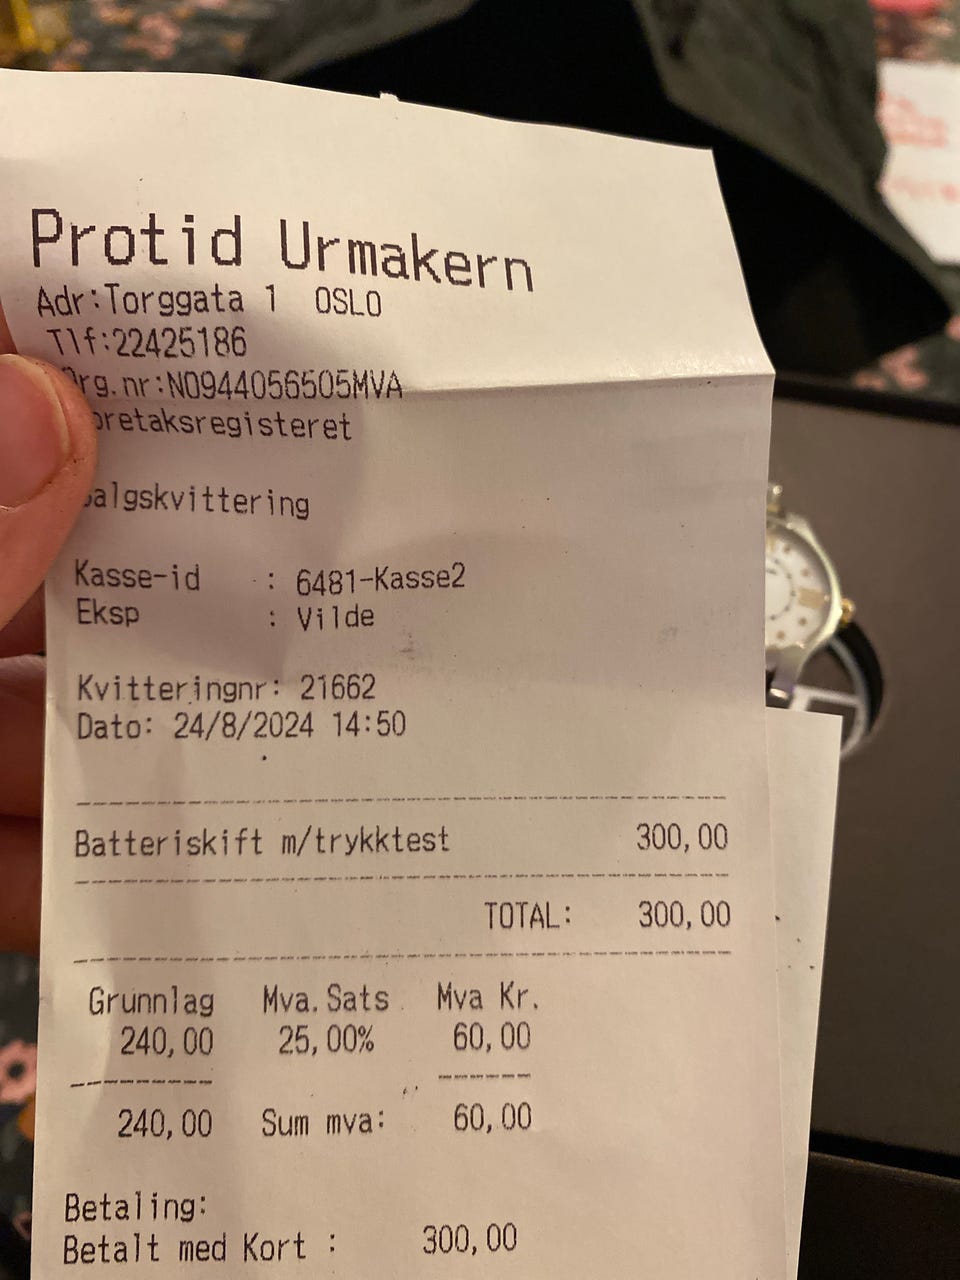 Protid Urmakern
Adr:Torggata 1 OSLO
Tlf:22425186
Org.nr:NO944056505MVA
oretaksregisteret
Salgskvittering
Kasse-id : 6481-Kasse2
Eksp : Vilde
Kvitteringnr: 21662
Dato: 24/8/2024 14:50
Batteriskift m/trykktest 300,00
TOTAL: 300,00
Grunnlag Mva.Sats Mva Kr.
240,00 25,00% 60,00
240,00 Sum mva: 60,00
Betaling:
Betalt med Kort : 300,00